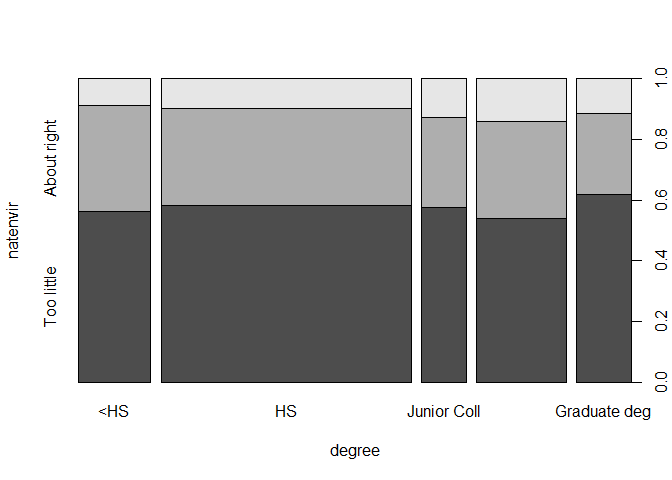 natenvir
About right
Too little
1.0
0.8
0.6
0.4
0.2
0.0
<HS
HS
Junior Coll
Graduate deg
degree